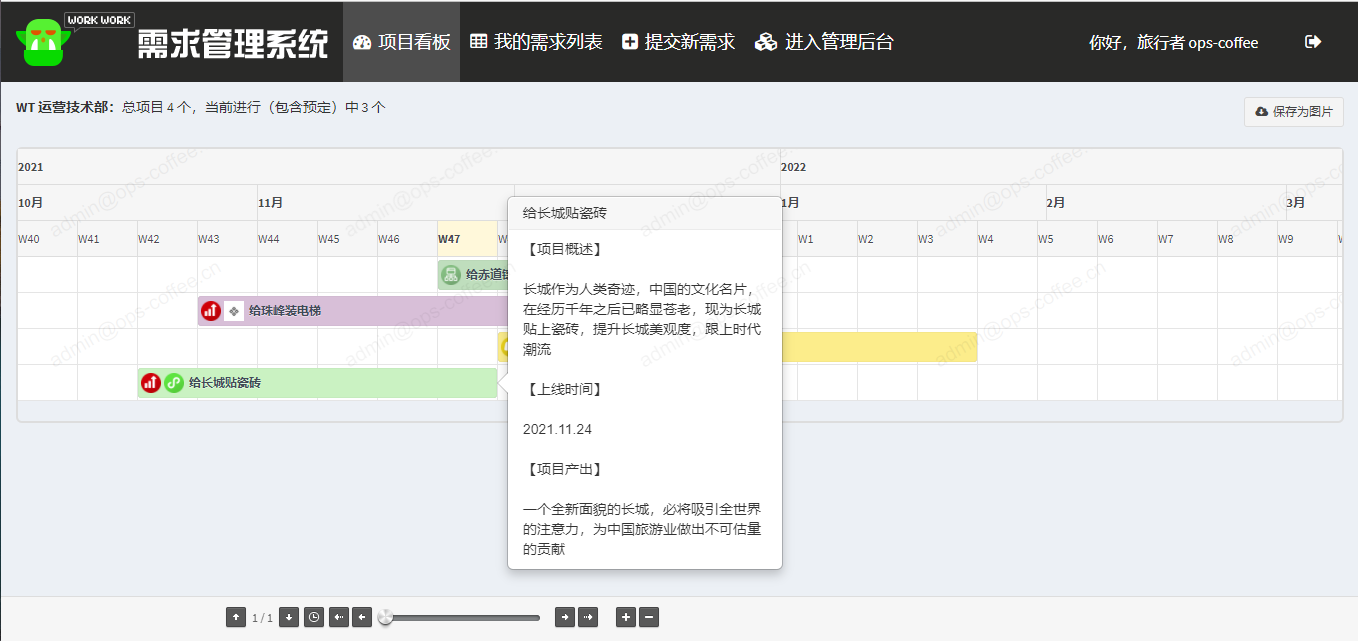 WORK WORK
需求管理系统
项目看板
我的需求列表
提交新需求
进入管理后台
你好，旅行者 ops-coffee
WT 运营技术部：总项目 4 个，当前进行（包含预定）中 3 个
保存为图片
2021
2022
10月
11月
1月
2月
3月
W40
W41
W42
W43
W44
W45
W46
W47
W1
W2
W3
W4
W5
W6
W7
W8
W9
给赤道
给珠峰装电梯
给长城贴瓷砖
给长城贴瓷砖
【项目概述】
长城作为人类奇迹，中国的文化名片，
在经历千年之后已略显苍老，现为长城
贴上瓷砖，提升长城美观度，跟上时代
潮流
【上线时间】
2021.11.24
【项目产出】
一个全新面貌的长城，必将吸引全世界
的注意力，为中国旅游业做出不可估量
的贡献
1 / 1
admin@ops-coffee.cn